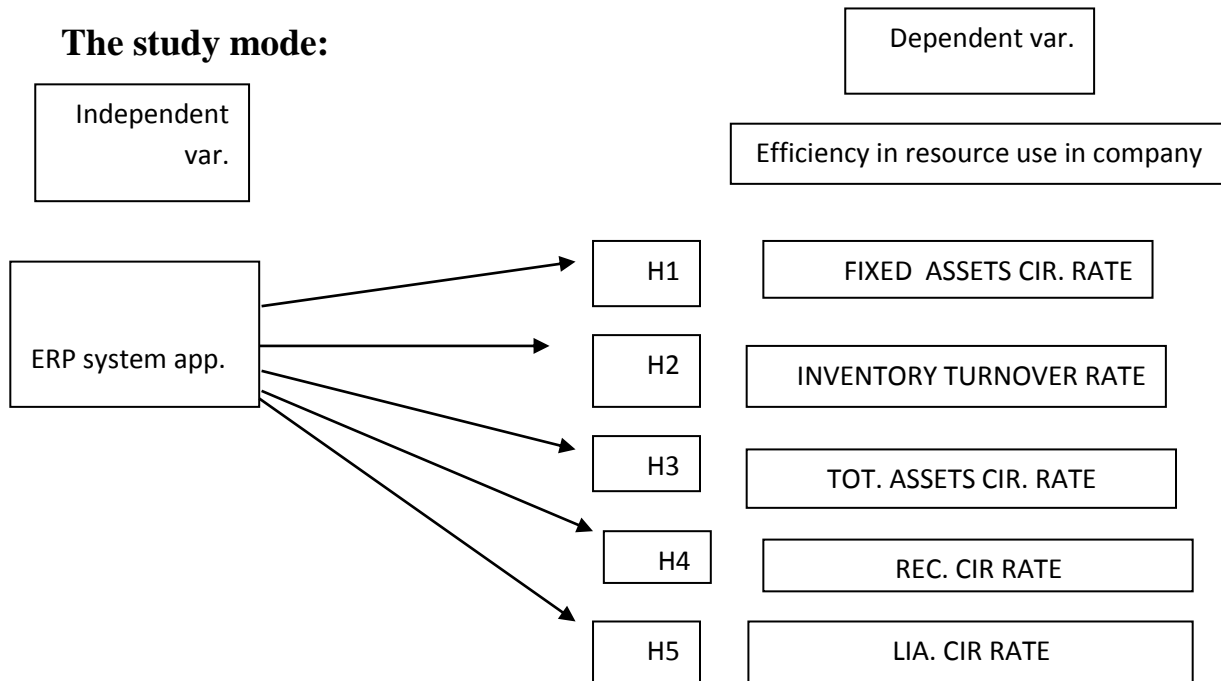 The study mode:
Dependent var.
Independent
var.
Efficiency in resource use in company
ERP system app.
H1
FIXED ASSETS CIR. RATE
H2
INVENTORY TURNOVER RATE
H3
TOT. ASSETS CIR. RATE
H4
REC. CIR RATE
H5
LIA. CIR RATE